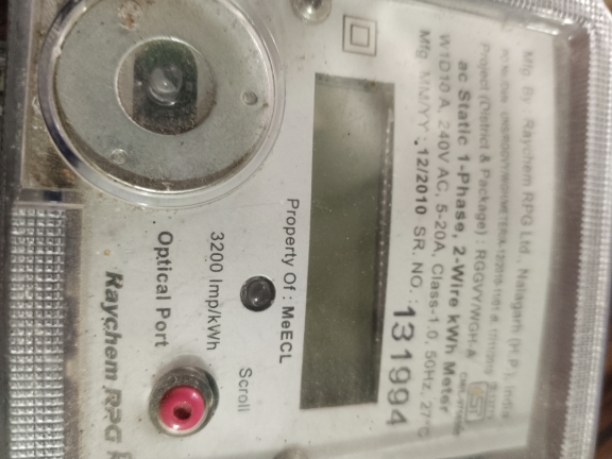 Mfg. By : Raychem RPG Ltd., Nalagarh (H.P.) India
Project (District & Package) : RGGVY/WGH-A
ac Static 1-Phase, 2-Wire kWh Meter
W1D10 A, 240V AC, 5-20A, Class-1.0, 50Hz, 27°C
Mfg. MM/YY : 12/2010 SR. NO. : 131994
Property Of : MeECL
Scroll
3200 Imp/kWh
Optical Port
Raychem RPG